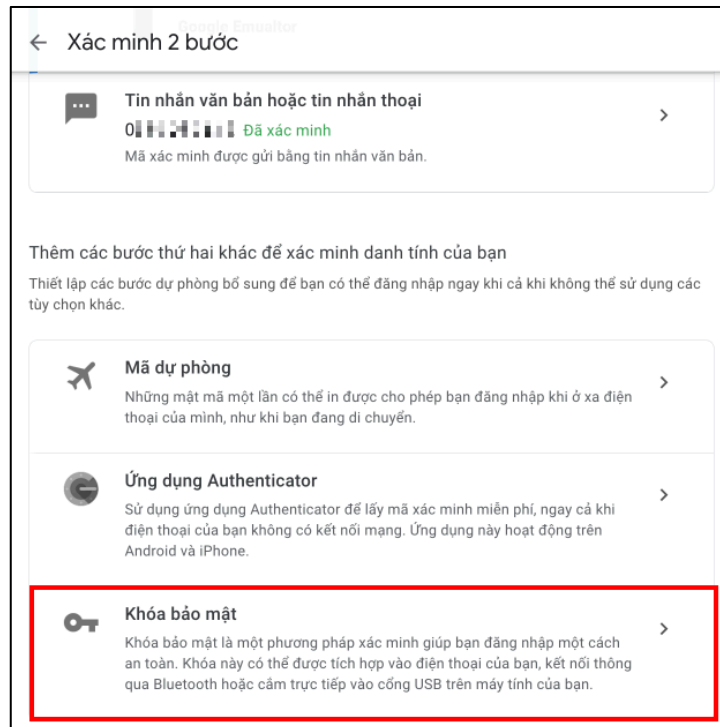 Google Emualtor
Xác minh 2 bước
Tin nhắn văn bản hoặc tin nhắn thoại
0 Đã xác minh
Mã xác minh được gửi bằng tin nhắn văn bản.
Thêm các bước thứ hai khác để xác minh danh tính của bạn
Thiết lập các bước dự phòng bổ sung để bạn có thể đăng nhập ngay khi cả khi không thể sử dụng các
tùy chọn khác.
Mã dự phòng
Những mật mã một lần có thể in được cho phép bạn đăng nhập khi ở xa điện
thoại của mình, như khi bạn đang di chuyển.
Ứng dụng Authenticator
Sử dụng ứng dụng Authenticator để lấy mã xác minh miễn phí, ngay cả khi
điện thoại của bạn không có kết nối mạng. Ứng dụng này hoạt động trên
Android và iPhone.
Khóa bảo mật
Khóa bảo mật là một phương pháp xác minh giúp bạn đăng nhập một cách
an toàn. Khóa này có thể được tích hợp vào điện thoại của bạn, kết nối thông
qua Bluetooth hoặc cắm trực tiếp vào cổng USB trên máy tính của bạn.